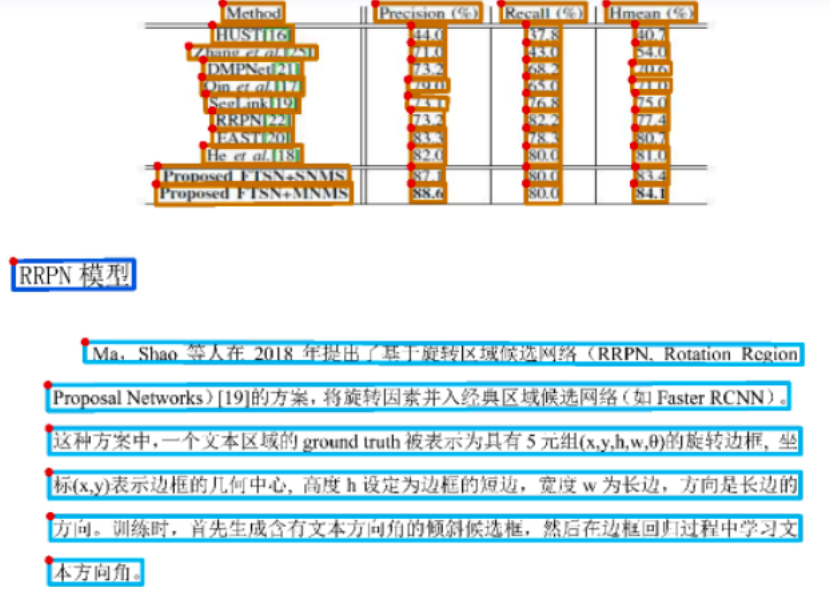 Method Precision (%) Recall (%) Hmean (%)
HUST[16] 44.0 37.8 40.7
Zhang et al.[25] 71.0 43.0 54.0
DMPNet[21] 73.2 68.2 70.6
Qin et al.[17] 79.0 65.0 71.0
SegLink[19] 73.1 76.8 75.0
RRPN[22] 73.2 82.2 77.4
EAST[20] 83.3 78.3 80.7
He et al.[18] 82.0 80.0 81.0
Proposed FTSN+SNMS 87.1 80.0 83.4
Proposed FTSN+MNMS 88.6 80.0 84.1
RRPN 模型
Ma, Shao 等人在 2018 年提出了基于旋转区域候选网络（RRPN, Rotation Region
Proposal Networks）[19]的方案，将旋转因素并入经典区域候选网络（如 Faster RCNN）。
这种方案中，一个文本区域的 ground truth 被表示为具有 5 元组(x,y,h,w,θ)的旋转边框, 坐
标(x,y)表示边框的几何中心, 高度 h 设定为边框的短边，宽度 w 为长边，方向是长边的
方向。训练时，首先生成含有文本方向角的倾斜候选框，然后在边框回归过程中学习文
本方向角。